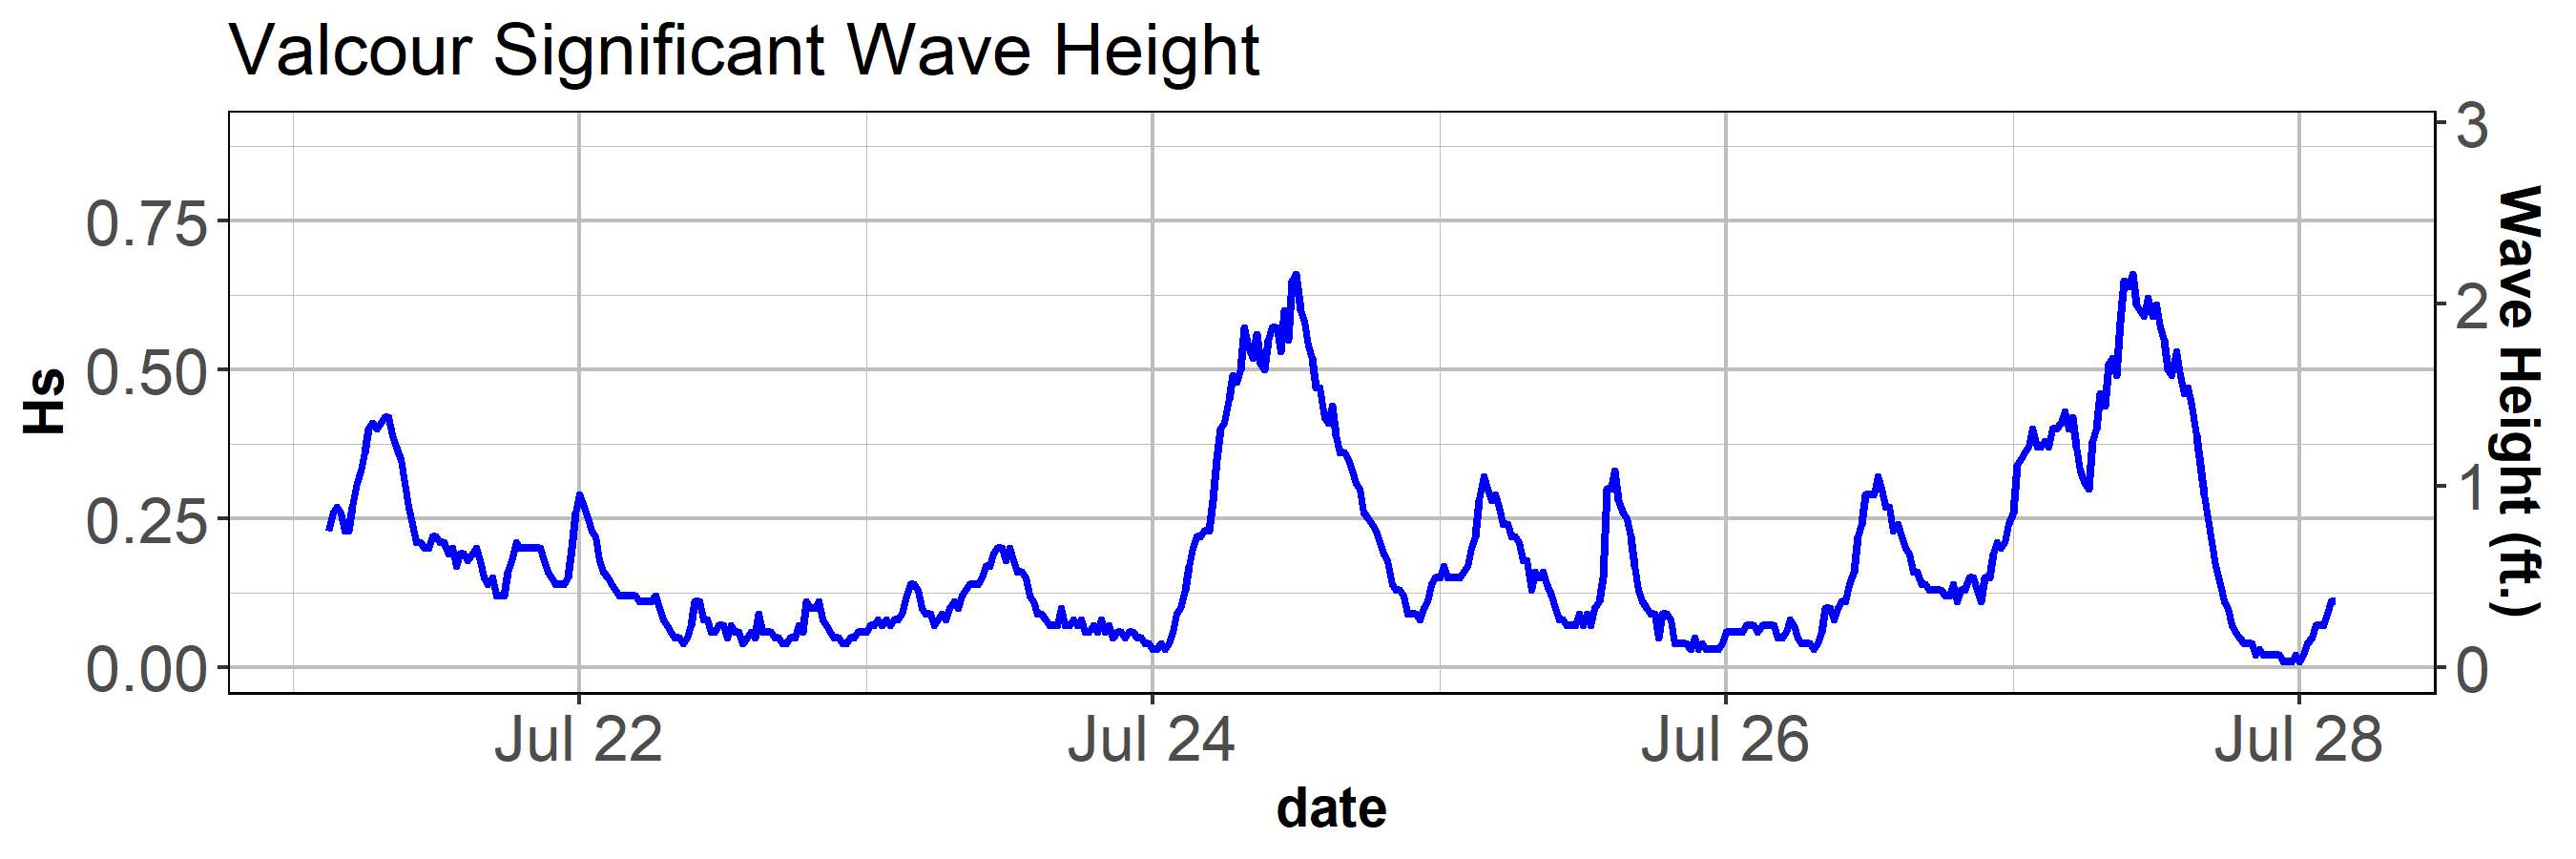 Valcour Significant Wave Height
0.75
0.50
0.25
0.00
Hs
3
2
1
0
Wave Height (ft.)
Jul 22
Jul 24
Jul 26
Jul 28
date